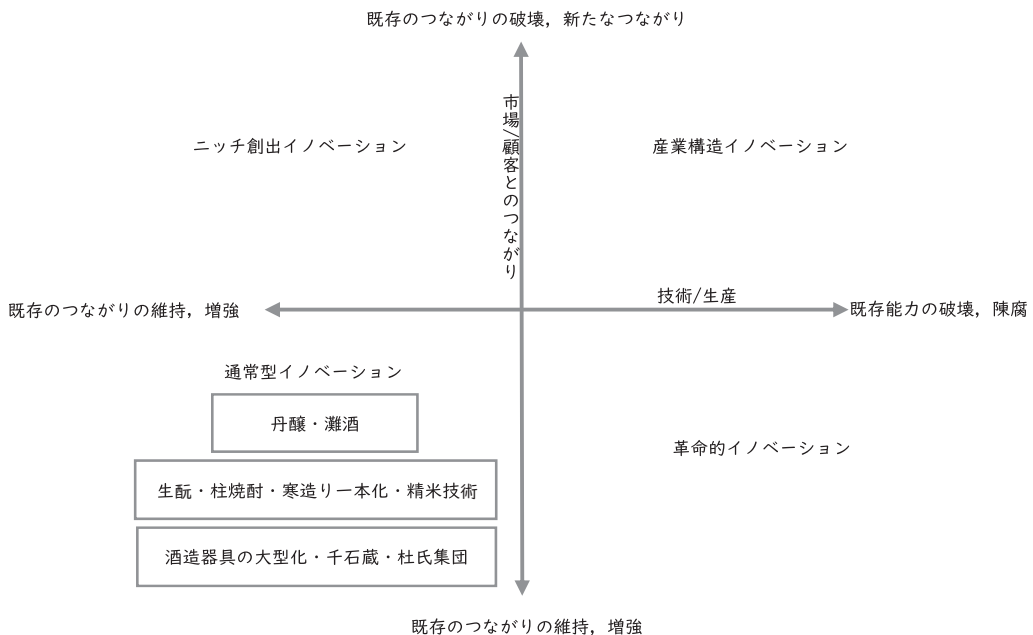 既存のつながりの破壊，新たなつながり
市場/顧客とのつながり
ニッチ創出イノベーション
産業構造イノベーション
技術/生産
既存のつながりの維持，増強
既存能力の破壊，陳腐
通常型イノベーション
丹醸・灘酒
革命的イノベーション
生酛・柱焼酎・寒造り一本化・精米技術
酒造器具の大型化・千石蔵・杜氏集団
既存のつながりの維持，増強